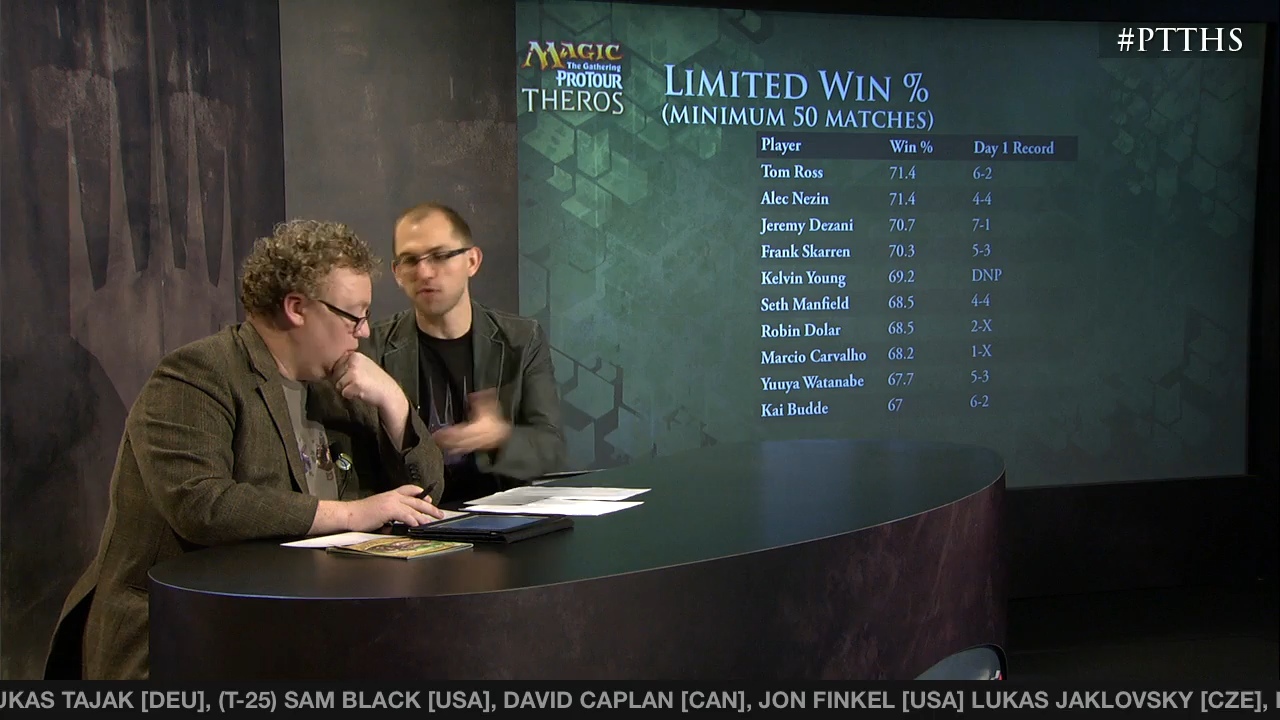 #PTTHS
MAGIC
The Gathering
PROTOUR
THEROS
LIMITED WIN %
(MINIMUM 50 MATCHES)
Player Win % Day 1 Record
Tom Ross 71.4 6-2
Alec Nezin 71.4 4-4
Jeremy Dezani 70.7 7-1
Frank Skarren 70.3 5-3
Kelvin Young 69.2 DNP
Seth Manfield 68.5 4-4
Robin Dolar 68.5 2-X
Marcio Carvalho 68.2 1-X
Yuuya Watanabe 67.7 5-3
Kai Budde 67 6-2
UKAS TAJAK [DEU], (T-25) SAM BLACK [USA], DAVID CAPLAN [CAN], JON FINKEL [USA] LUKAS JAKLOVSKY [CZE],